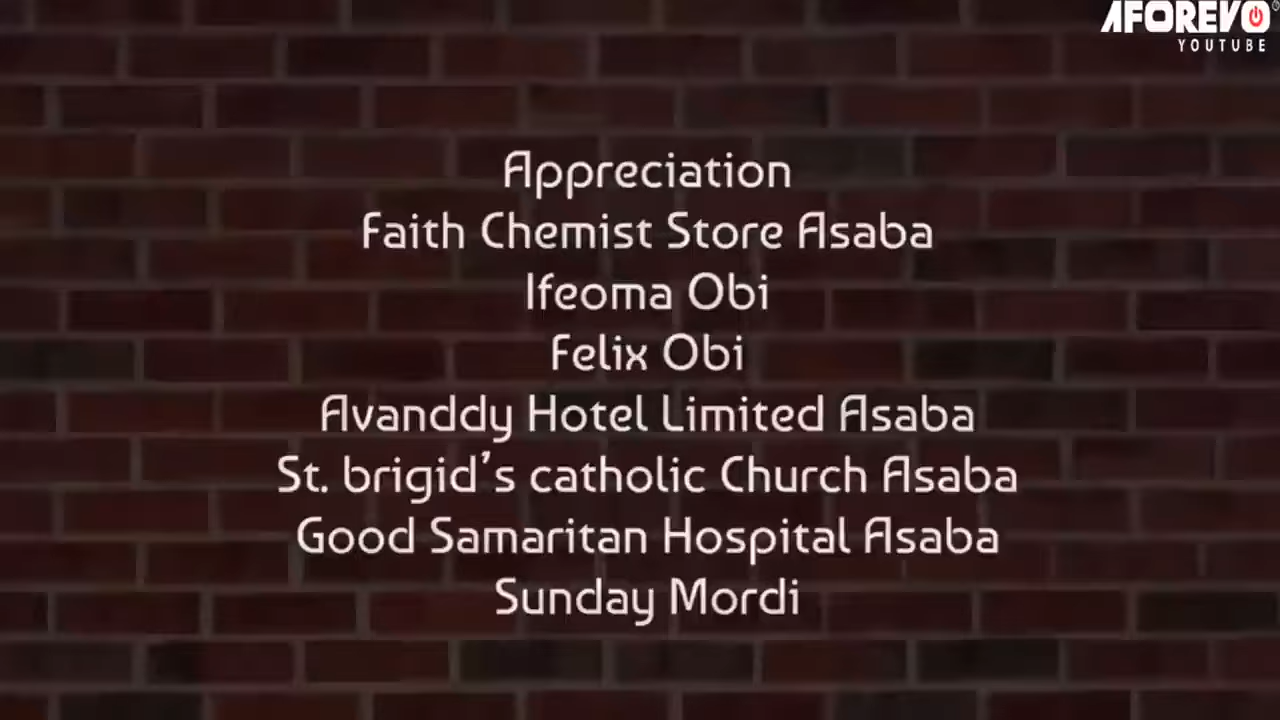 AFOREVO
YOUTUBE
Appreciation
Faith Chemist Store Asaba
Ifeoma Obi
Felix Obi
Avanddy Hotel Limited Asaba
St. brigid's catholic Church Asaba
Good Samaritan Hospital Asaba
Sunday Mordi